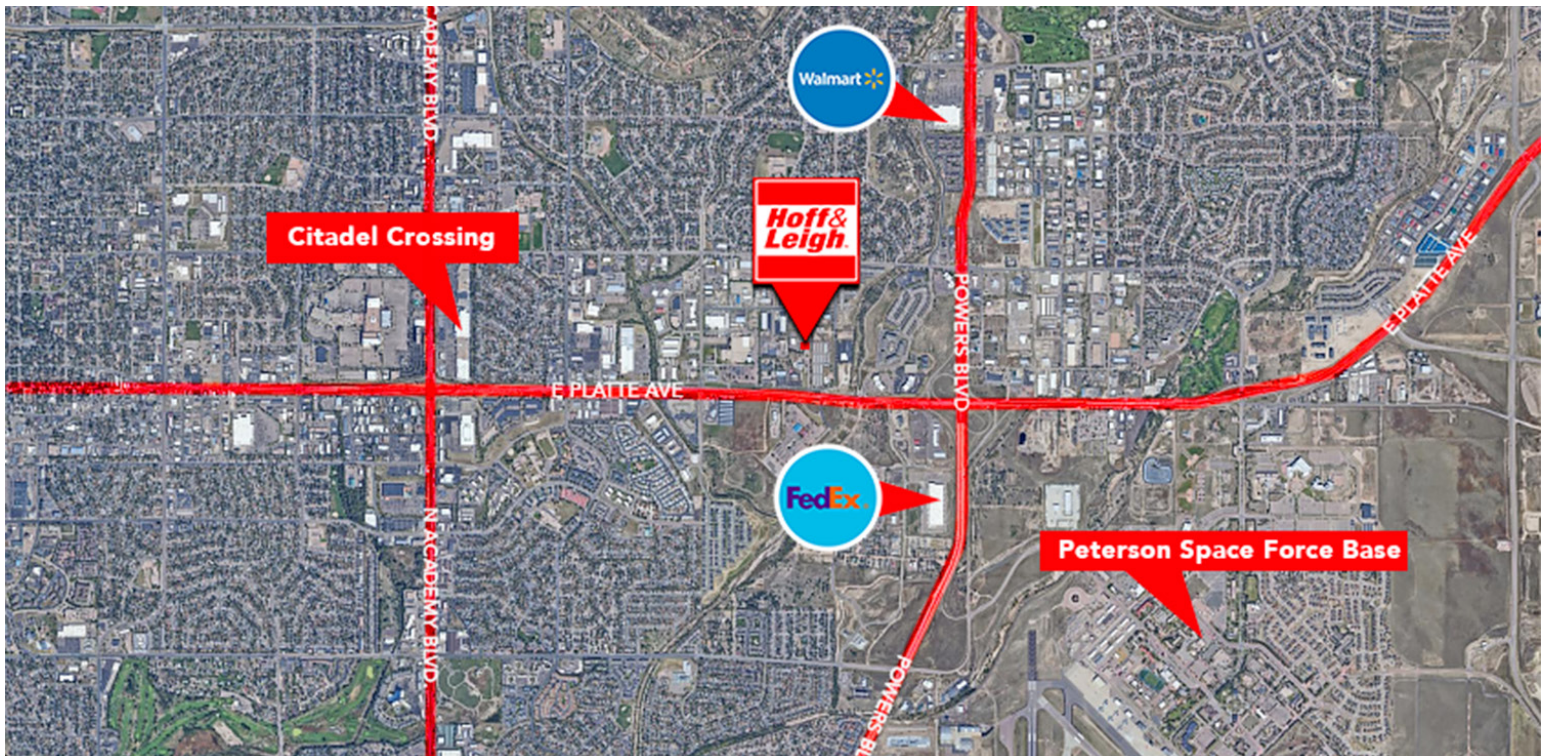 ACADEMY BLVD
Walmart
Hoff&
Leigh
Citadel Crossing
POWERS BLVD
E PLATTE AVE
E PLATTE AVE
FedEx
N ACADEMY BLVD
Peterson Space Force Base
POWERS BL